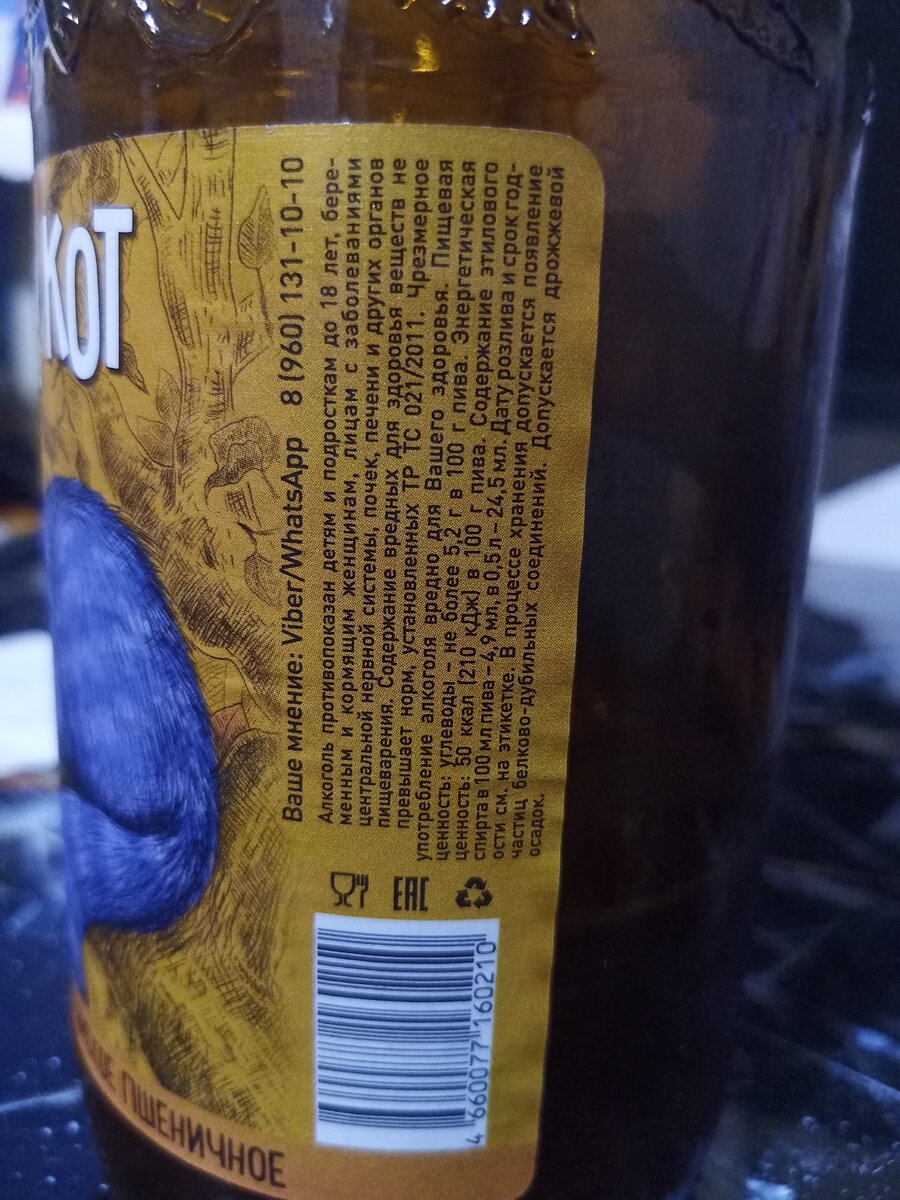 КОТ
Ваше мнение: Viber/WhatsApp 8 (960) 131-10-10
Алкоголь противопоказан детям и подросткам до 18 лет, бере-
менным и кормящим женщинам, лицам с заболеваниями
центральной нервной системы, почек, печени и других органов
пищеварения. Содержание вредных для здоровья веществ не
превышает норм, установленных ТР ТС 021/2011. Чрезмерное
употребление алкоголя вредно для Вашего здоровья. Пищевая
ценность: углеводы – не более 5,2 г в 100 г пива. Энергетическая
ценность: 50 ккал (210 кДж) в 100 г пива. Содержание этилового
спирта в 100 мл пива – 4,9 мл, в 0,5 л – 24,5 мл. Дату розлива и срок год-
ости см. на этикетке. В процессе хранения допускается появление
частиц белково-дубильных соединений. Допускается дрожжевой
осадок.
ЕАС
4 660077 160210
ПШЕНИЧНОЕ